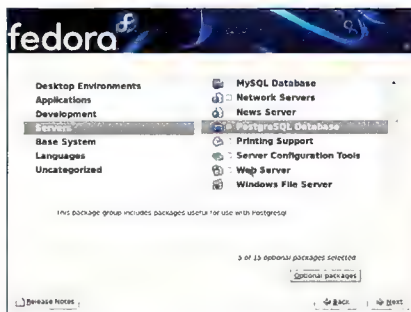 fedora
Desktop Environments
Applications
Development
Servers
Base System
Languages
Uncategorized
MySQL Database
Network Servers
News Server
PostgreSQL Database
Printing Support
Server Configuration Tools
Web Server
Windows File Server
This package group includes packages useful for use with Postgresql
5 of 15 optional packages selected
Optional packages
Release Notes
Back
Next